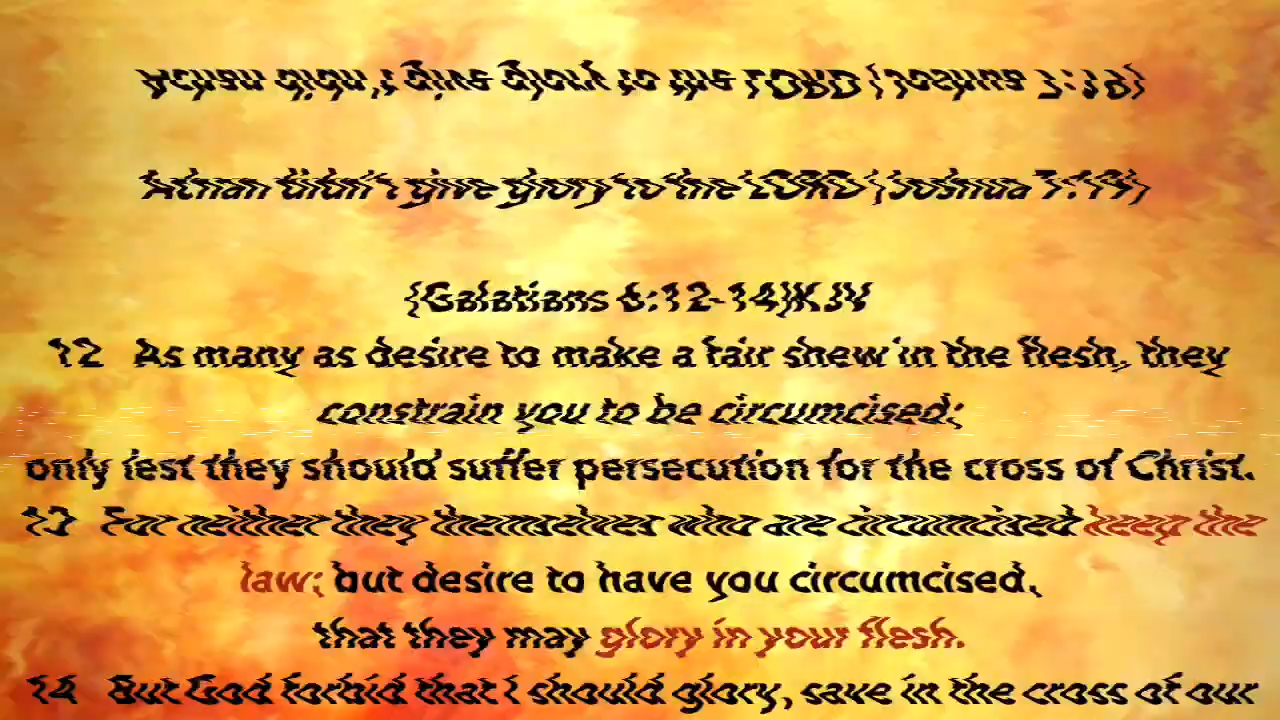 Achan didn't give glory to the LORD {Joshua 7:19}
Achan didn't give glory to the LORD {Joshua 7:19}
{Galatians 6:12-14}KJV
12 As many as desire to make a fair shew in the flesh, they
constrain you to be circumcised;
only lest they should suffer persecution for the cross of Christ.
13 For neither they themselves who are circumcised keep the
law; but desire to have you circumcised,
that they may glory in your flesh.
14 But God forbid that I should glory, save in the cross of our